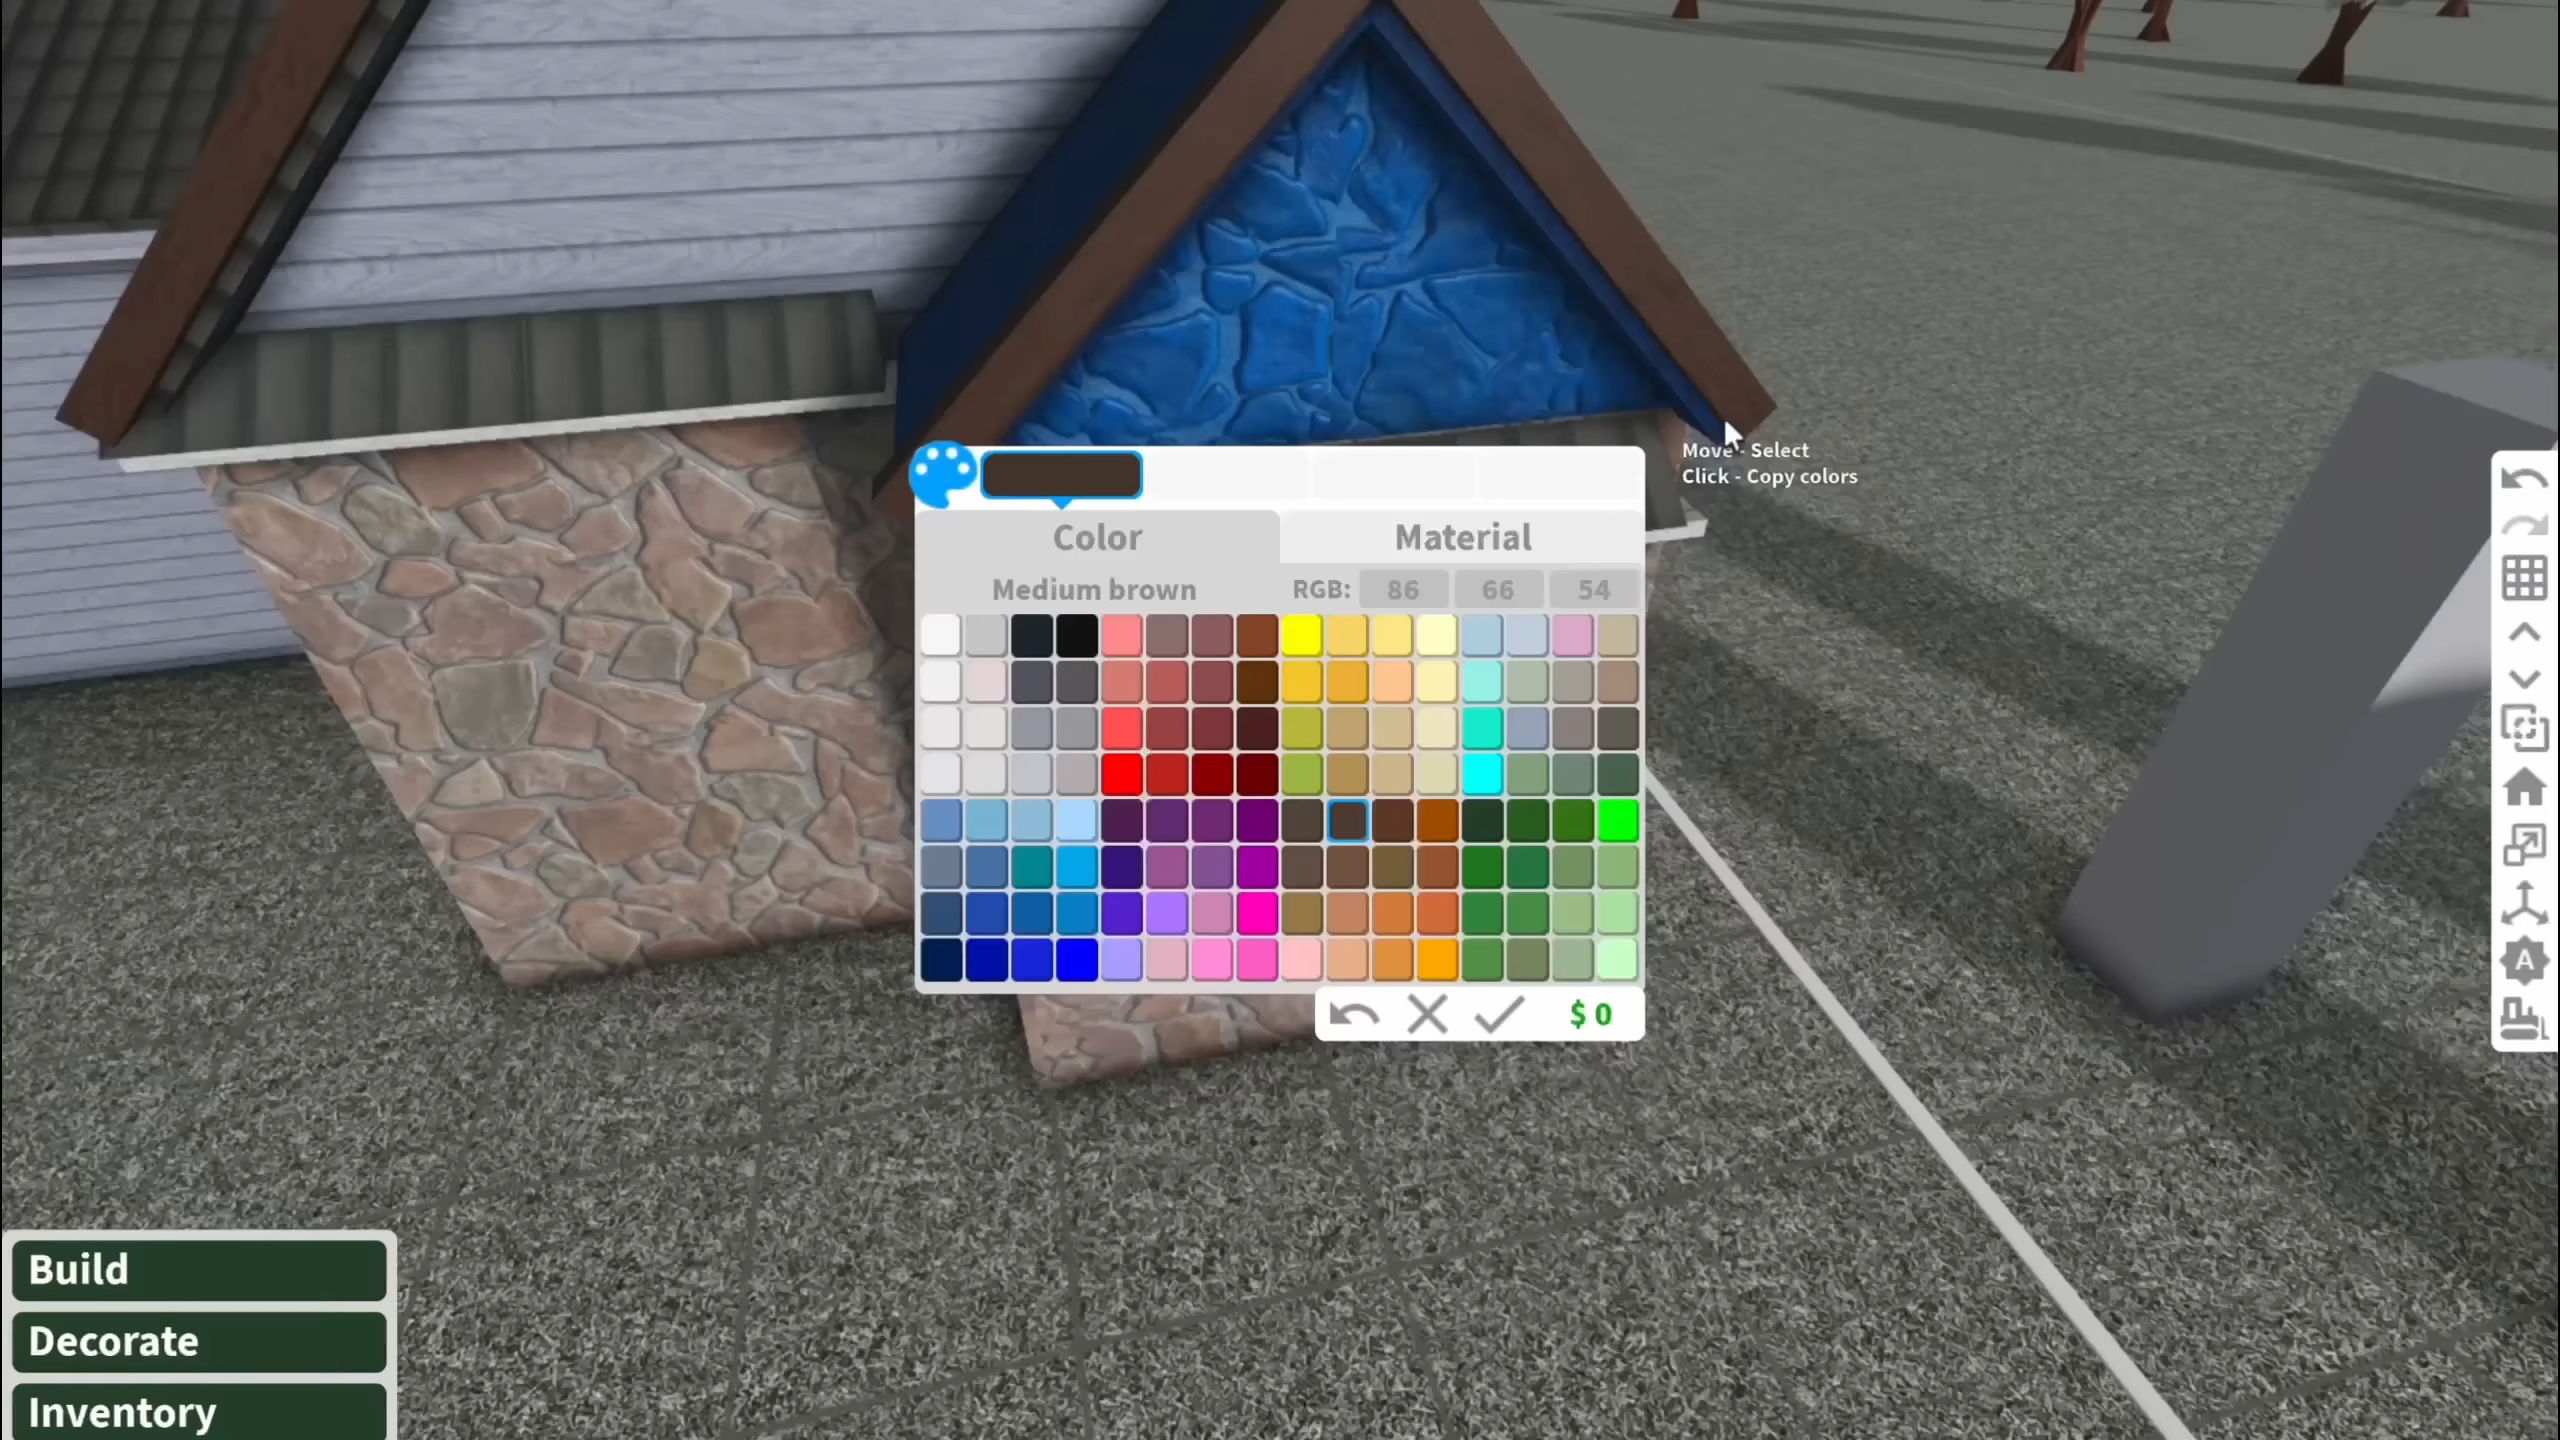 Move - Select
Click - Copy colors
Color
Material
Medium brown
RGB: 86 66 54
$ 0
A
Build
Decorate
Inventory